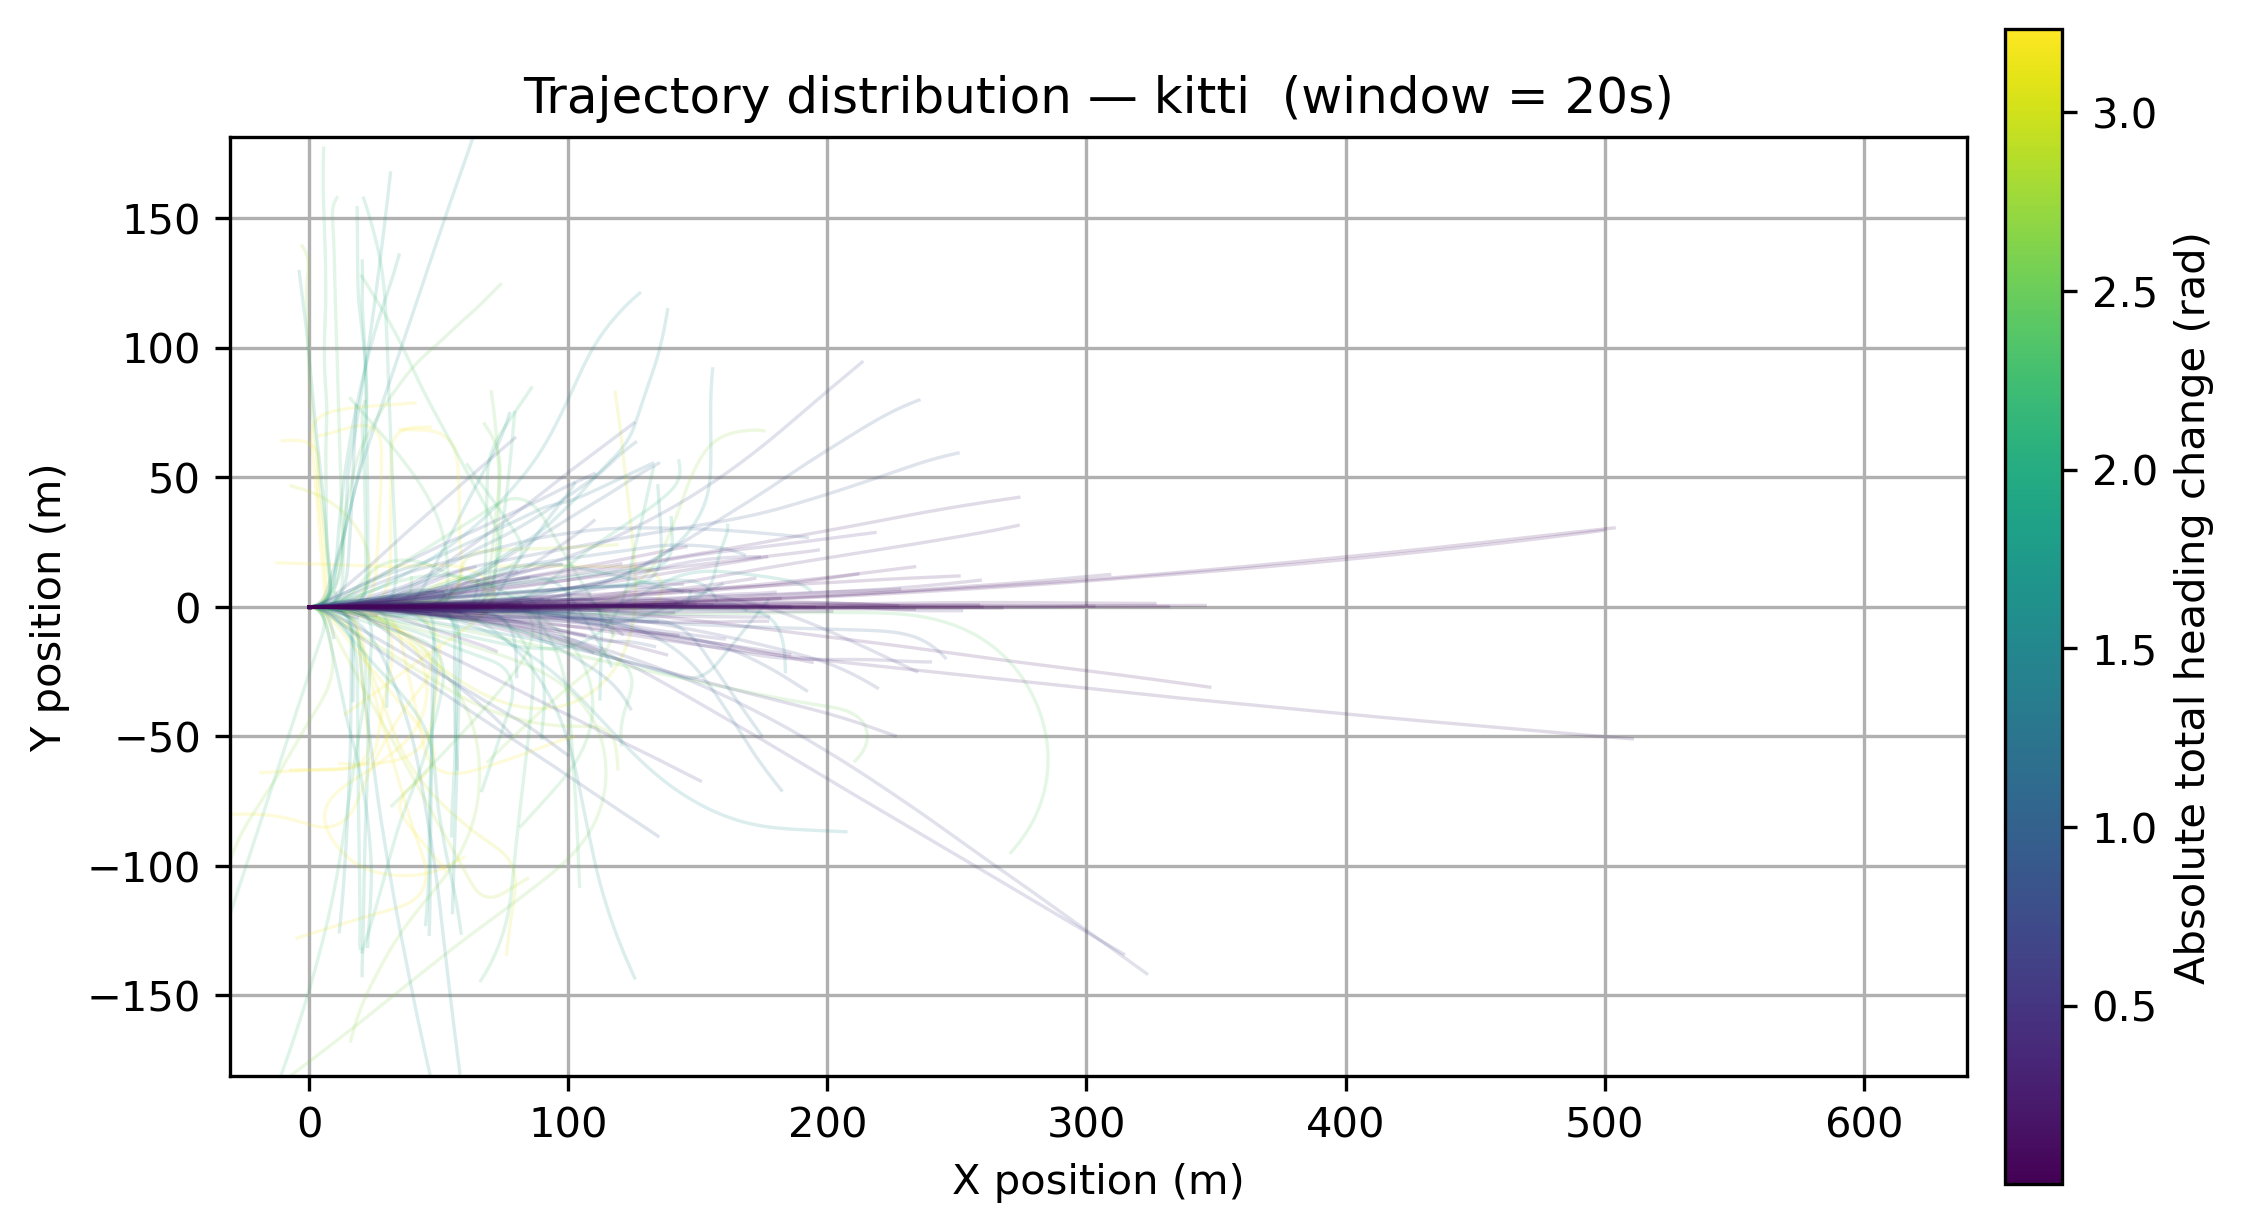 Trajectory distribution — kitti  (window = 20s)
150
100
50
0
−50
−100
−150
Y position (m)
0 100 200 300 400 500 600
X position (m)
3.0
2.5
2.0
1.5
1.0
0.5
Absolute total heading change (rad)